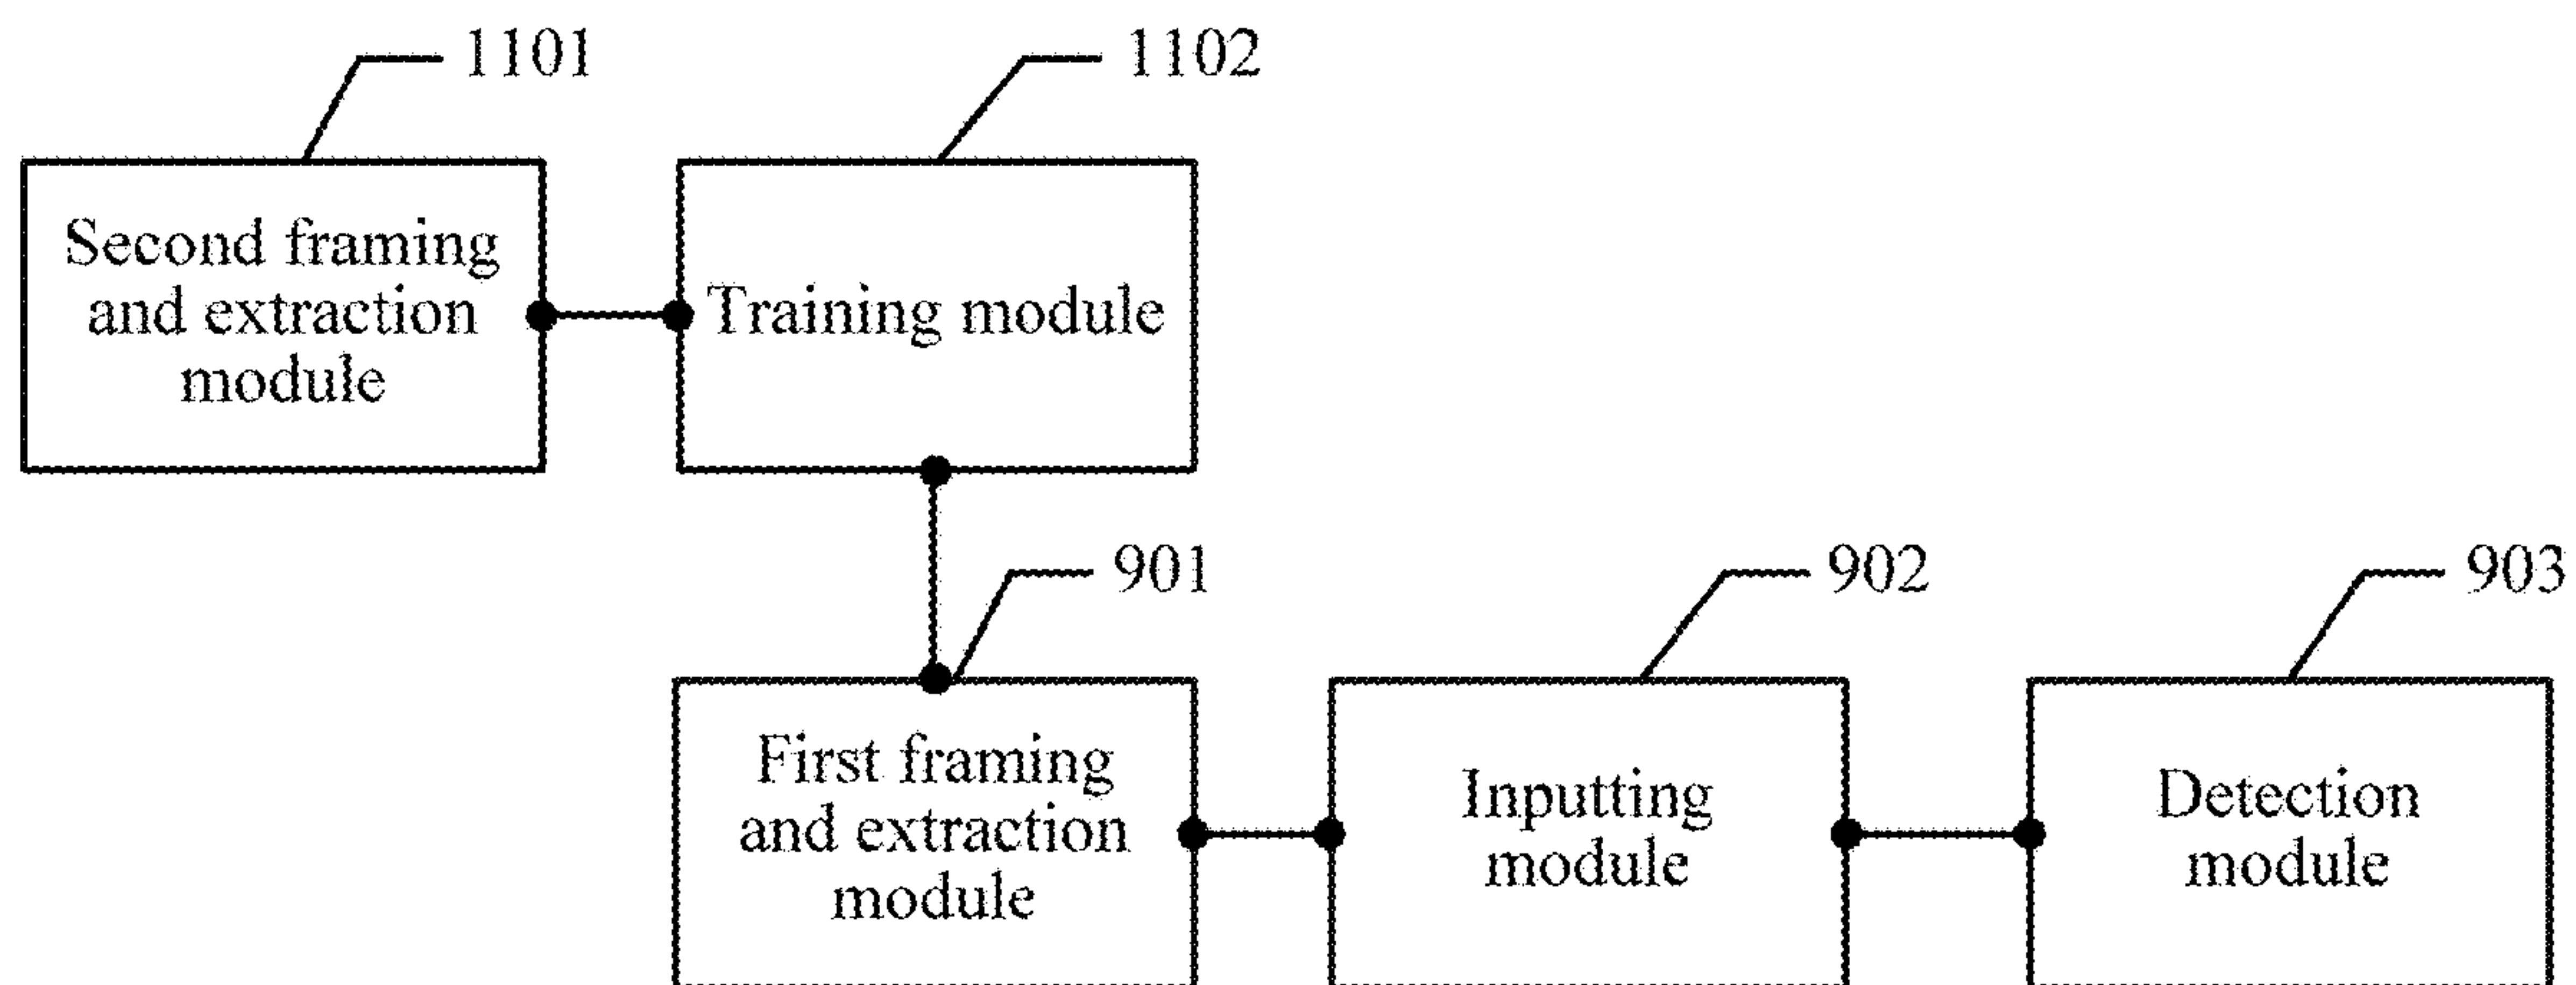 1101
1102
Second framing
and extraction
module
Training module
901
902
903
First framing
and extraction
module
Inputting
module
Detection
module